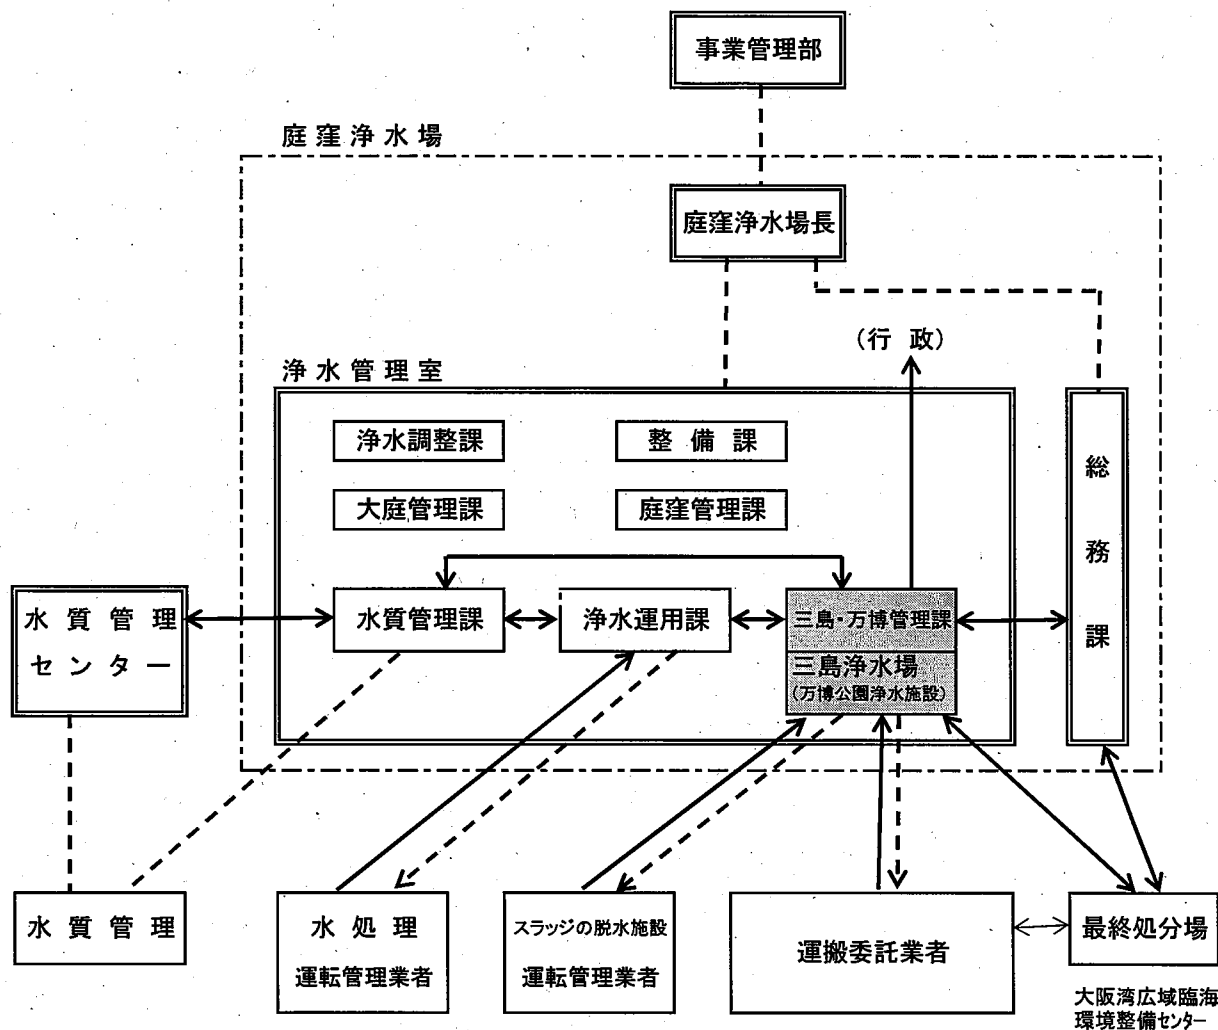 事業管理部
庭窪浄水場
庭窪浄水場長
(行 政)
浄水管理室
浄水調整課
整 備 課
大庭管理課
庭窪管理課
総務課
水質管理
センター
水質管理課
浄水運用課
三島・万博管理課
三島浄水場
(万博公園浄水施設)
水質管理
水処理
運転管理業者
スラッジの脱水施設
運転管理業者
運搬委託業者
最終処分場
大阪湾広域臨海
環境整備センター